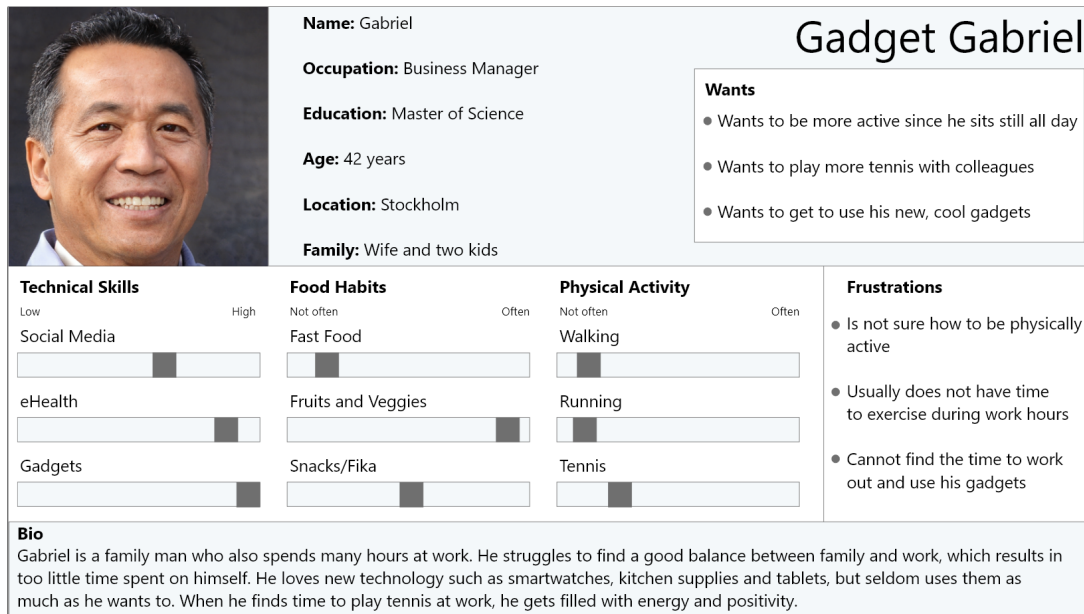 Name: Gabriel
Occupation: Business Manager
Education: Master of Science
Age: 42 years
Location: Stockholm
Family: Wife and two kids
Gadget Gabriel
Wants
Wants to be more active since he sits still all day
Wants to play more tennis with colleagues
Wants to get to use his new, cool gadgets
Technical Skills
Low High
Social Media
eHealth
Gadgets
Food Habits
Not often Often
Fast Food
Fruits and Veggies
Snacks/Fika
Physical Activity
Not often Often
Walking
Running
Tennis
Frustrations
Is not sure how to be physically
active
Usually does not have time
to exercise during work hours
Cannot find the time to work
out and use his gadgets
Bio
Gabriel is a family man who also spends many hours at work. He struggles to find a good balance between family and work, which results in
too little time spent on himself. He loves new technology such as smartwatches, kitchen supplies and tablets, but seldom uses them as
much as he wants to. When he finds time to play tennis at work, he gets filled with energy and positivity.